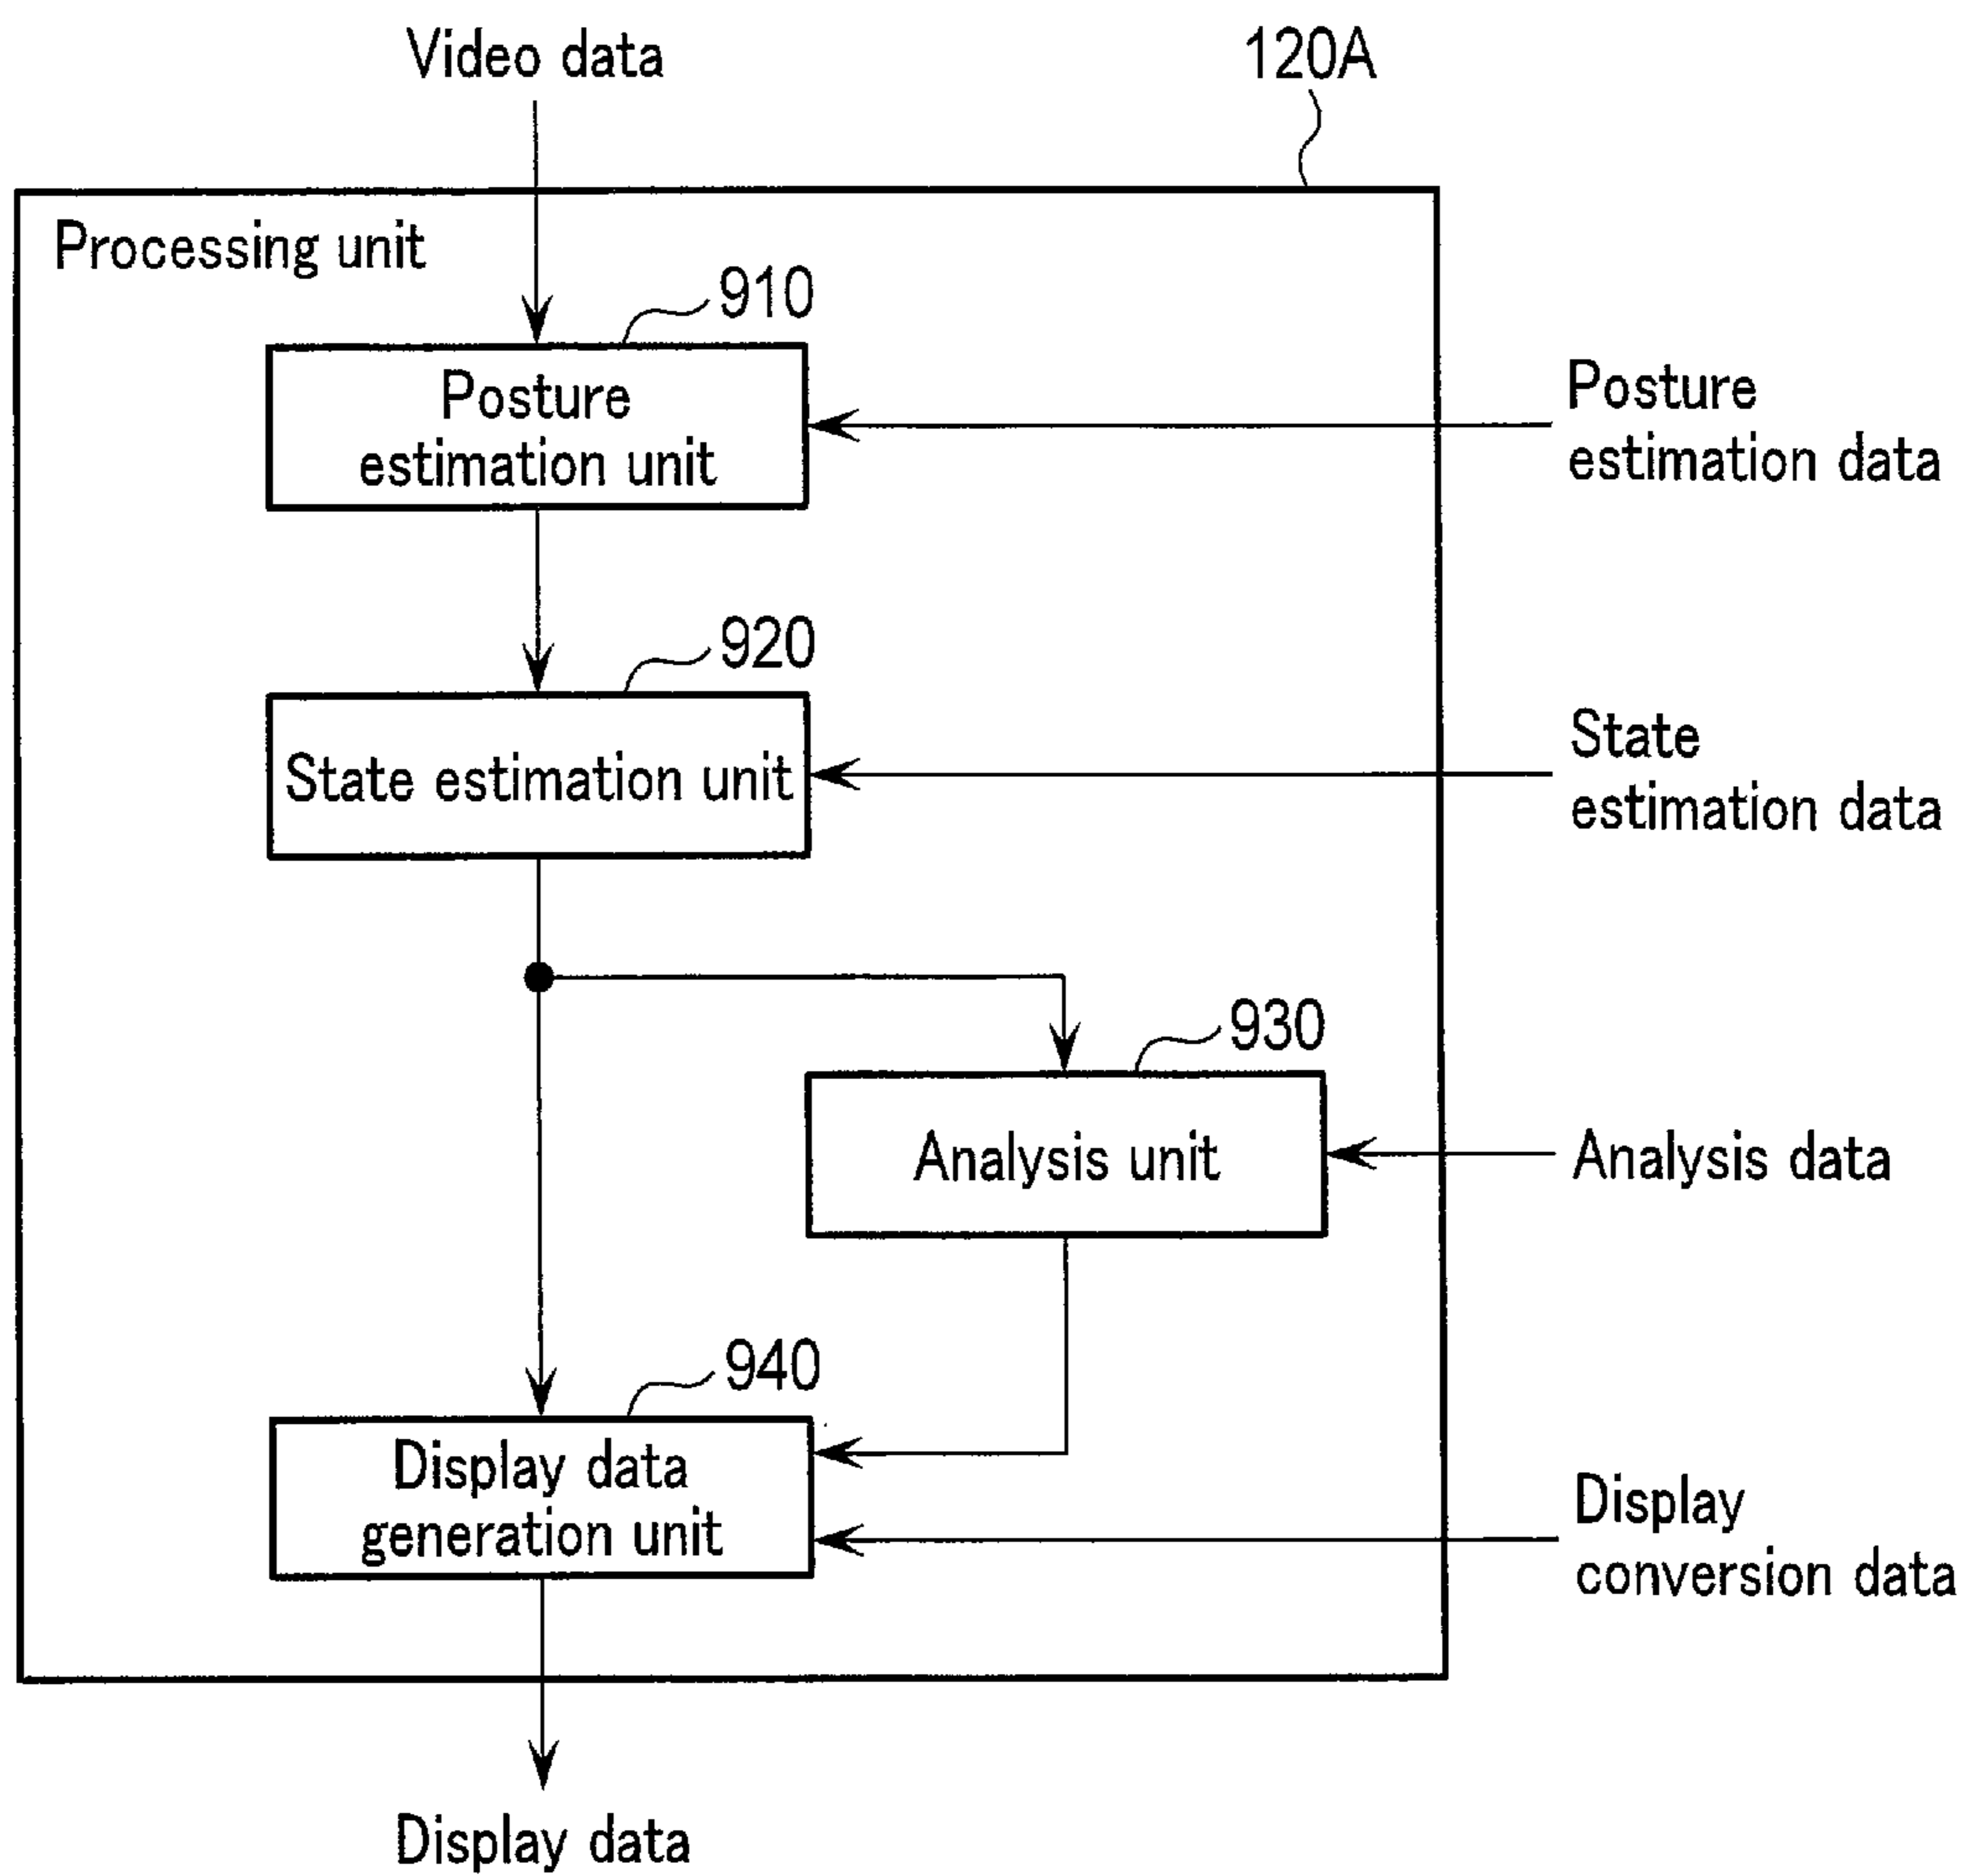 Video data
120A
Processing unit
910
Posture
estimation unit
Posture
estimation data
920
State estimation unit
State
estimation data
930
Analysis unit
Analysis data
940
Display data
generation unit
Display
conversion data
Display data